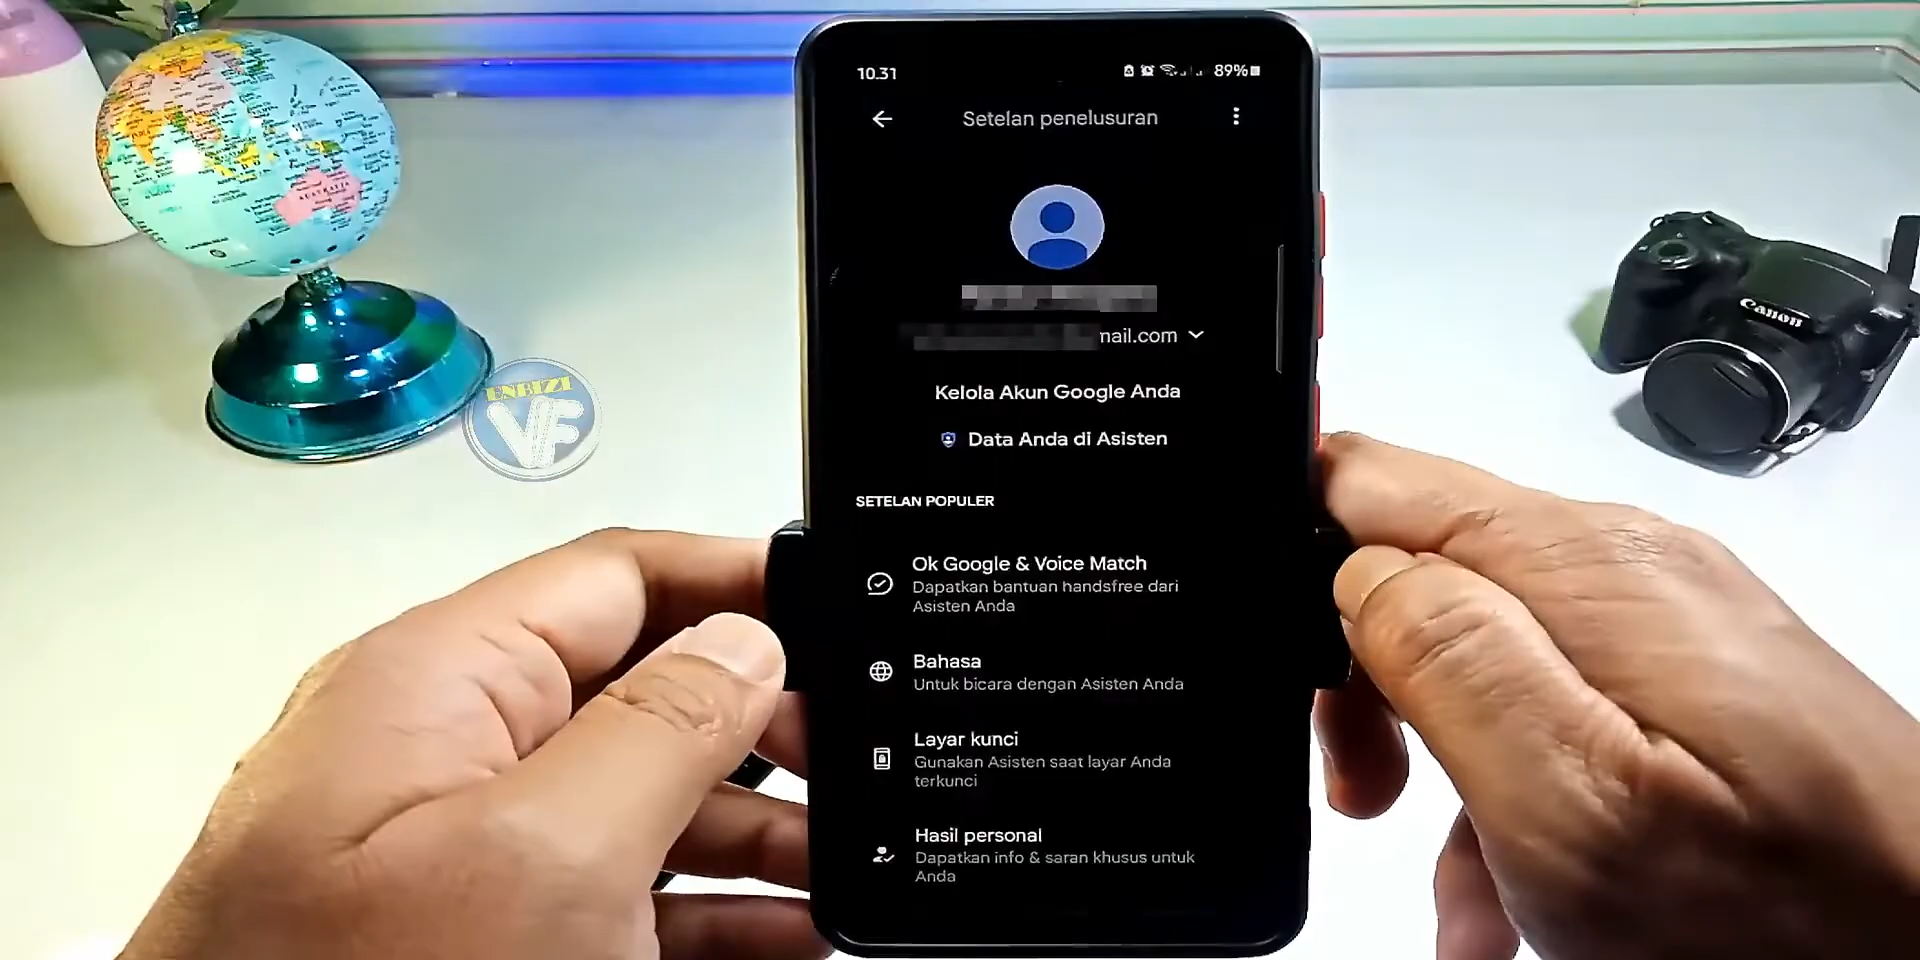 10.31
89%
Setelan penelusuran
mail.com
Kelola Akun Google Anda
Data Anda di Asisten
SETELAN POPULER
Ok Google & Voice Match
Dapatkan bantuan handsfree dari
Asisten Anda
Bahasa
Untuk bicara dengan Asisten Anda
Layar kunci
Gunakan Asisten saat layar Anda
terkunci
Hasil personal
Dapatkan info & saran khusus untuk
Anda
AUSTRALIA
ENBIZI
VF
Canon